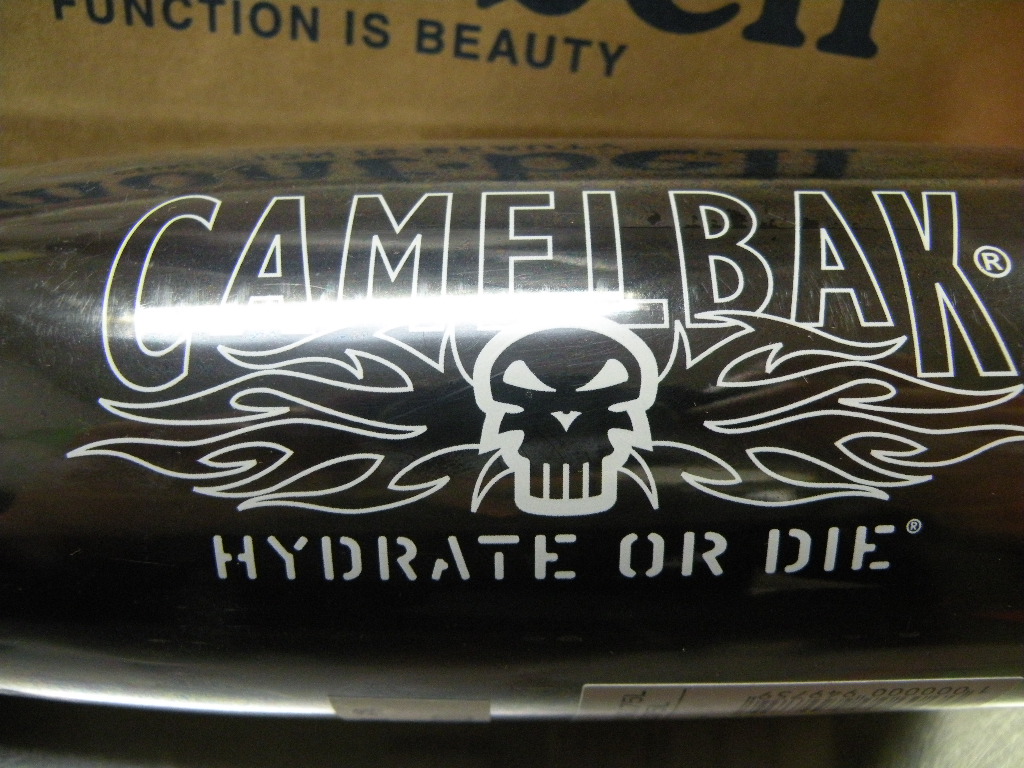 FUNCTION IS BEAUTY
CAMELBAK®
HYDRATE OR DIE®